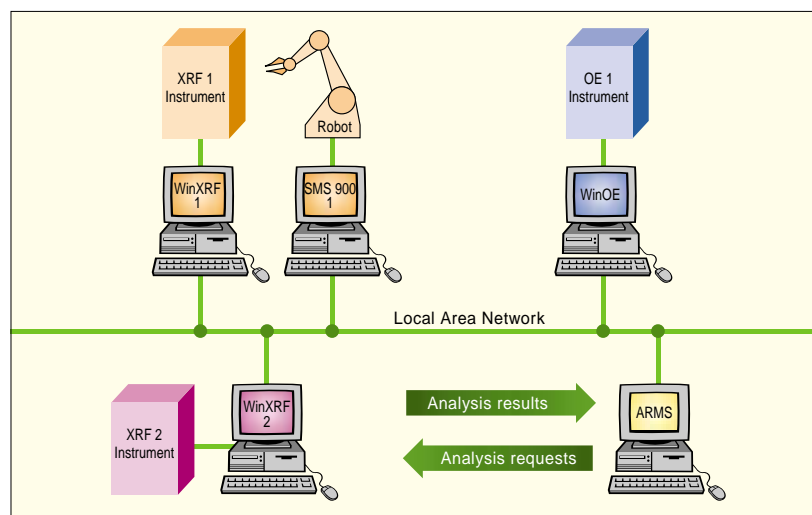 XRF 1
Instrument
Robot
OE 1
Instrument
WinXRF
1
SMS 900
1
WinOE
Local Area Network
XRF 2
Instrument
WinXRF
2
Analysis results
Analysis requests
ARMS